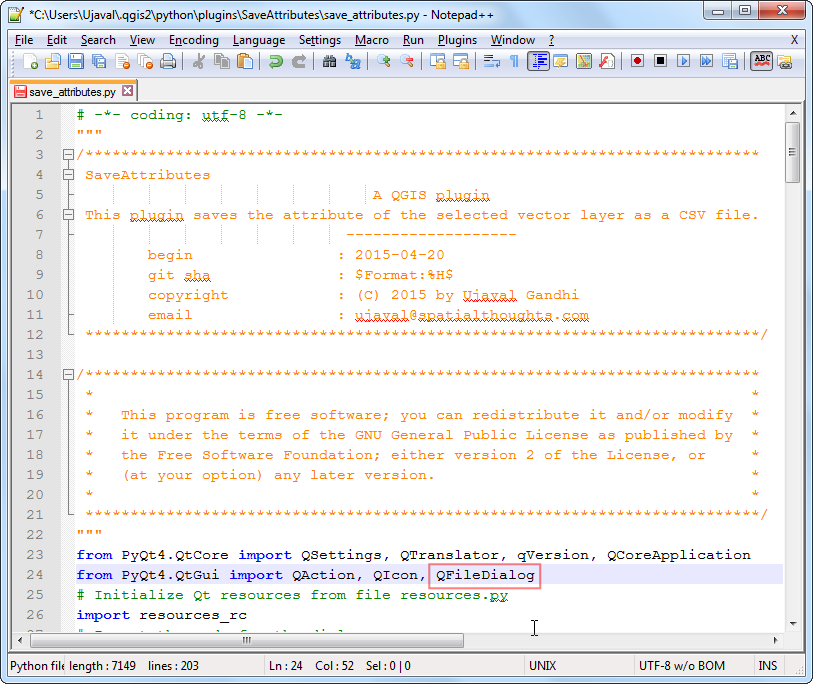 *C:\Users\Ujaval\.qgis2\python\plugins\SaveAttributes\save_attributes.py - Notepad++
File Edit Search View Encoding Language Settings Macro Run Plugins Window ? X
ABC
save_attributes.py
1 # -*- coding: utf-8 -*-
2 """
3 /***************************************************************************
4 SaveAttributes
5 A QGIS plugin
6 This plugin saves the attribute of the selected vector layer as a CSV file.
7 -------------------
8 begin : 2015-04-20
9 git sha : $Format:%H$
10 copyright : (C) 2015 by Ujaval Gandhi
11 email : ujaval@spatialthoughts.com
12 ***************************************************************************/
13
14 /***************************************************************************
15 * *
16 * This program is free software; you can redistribute it and/or modify *
17 * it under the terms of the GNU General Public License as published by *
18 * the Free Software Foundation; either version 2 of the License, or *
19 * (at your option) any later version. *
20 * *
21 ***************************************************************************/
22 """
23 from PyQt4.QtCore import QSettings, QTranslator, qVersion, QCoreApplication
24 from PyQt4.QtGui import QAction, QIcon, QFileDialog
25 # Initialize Qt resources from file resources.py
26 import resources_rc
Python file length : 7149 lines : 203 Ln : 24 Col : 52 Sel : 0 | 0 UNIX UTF-8 w/o BOM INS